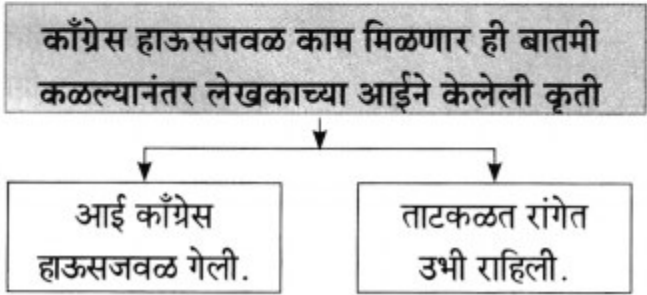 काँग्रेस हाऊसजवळ काम मिळणार ही बातमी
कळल्यानंतर लेखकाच्या आईने केलेली कृती
आई काँग्रेस
हाऊसजवळ गेली.
ताटकळत रांगेत
उभी राहिली.